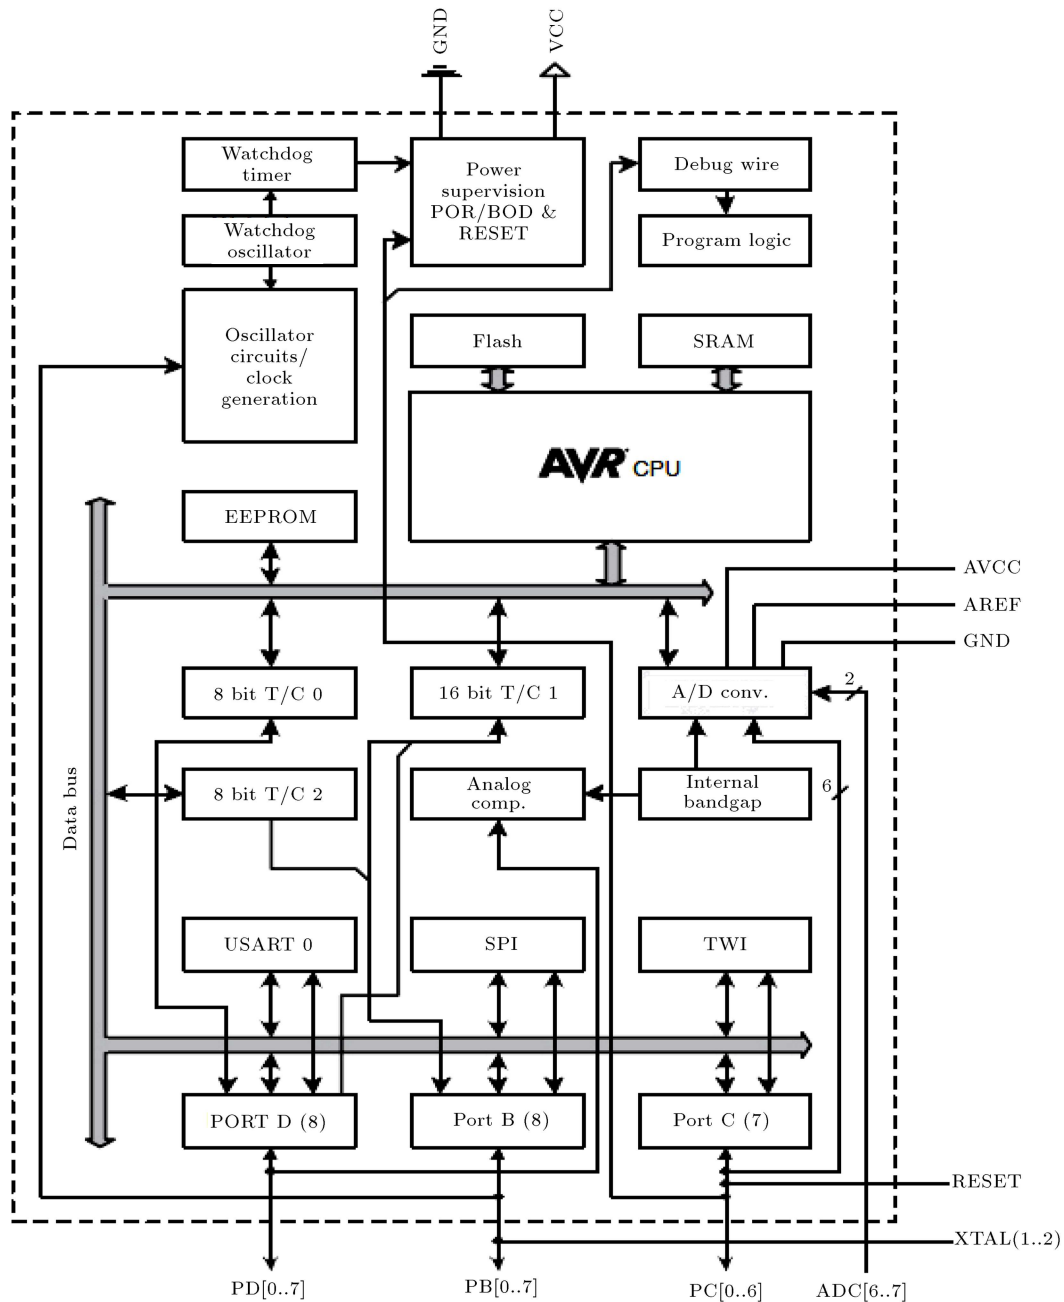 GND
VCC
Watchdog
timer
Power
supervision
POR/BOD &
RESET
Debug wire
Watchdog
oscillator
Program logic
Oscillator
circuits/
clock
generation
Flash
SRAM
AVR CPU
EEPROM
AVCC
AREF
GND
8 bit T/C 0
16 bit T/C 1
A/D conv.
2
Data bus
8 bit T/C 2
Analog
comp.
Internal
bandgap
6
USART 0
SPI
TWI
PORT D (8)
Port B (8)
Port C (7)
RESET
XTAL(1..2)
PD[0..7]
PB[0..7]
PC[0..6]
ADC[6..7]